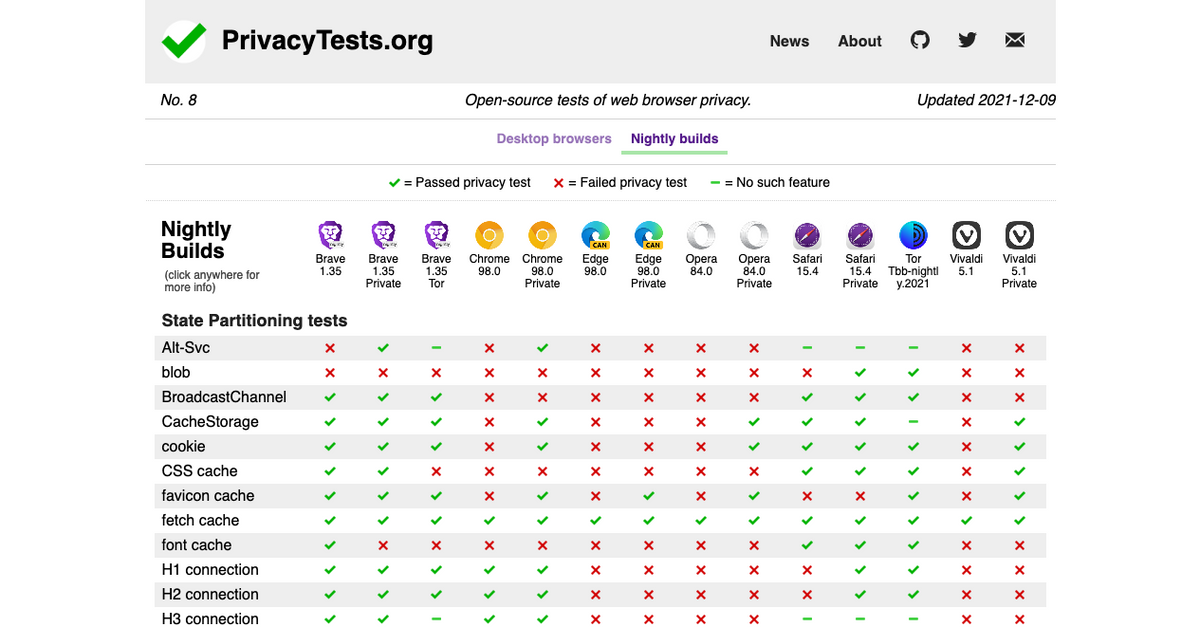 PrivacyTests.org
News About
No. 8 Open-source tests of web browser privacy. Updated 2021-12-09
Desktop browsers Nightly builds
✓ = Passed privacy test ✕ = Failed privacy test − = No such feature
Nightly Builds
(click anywhere for more info)
CAN CAN
Brave 1.35
Brave 1.35 Private
Brave 1.35 Tor
Chrome 98.0
Chrome 98.0 Private
Edge 98.0
Edge 98.0 Private
Opera 84.0
Opera 84.0 Private
Safari 15.4
Safari 15.4 Private
Tor Tbb-nightly.2021
Vivaldi 5.1
Vivaldi 5.1 Private
State Partitioning tests
Alt-Svc
blob
BroadcastChannel
CacheStorage
cookie
CSS cache
favicon cache
fetch cache
font cache
H1 connection
H2 connection
H3 connection